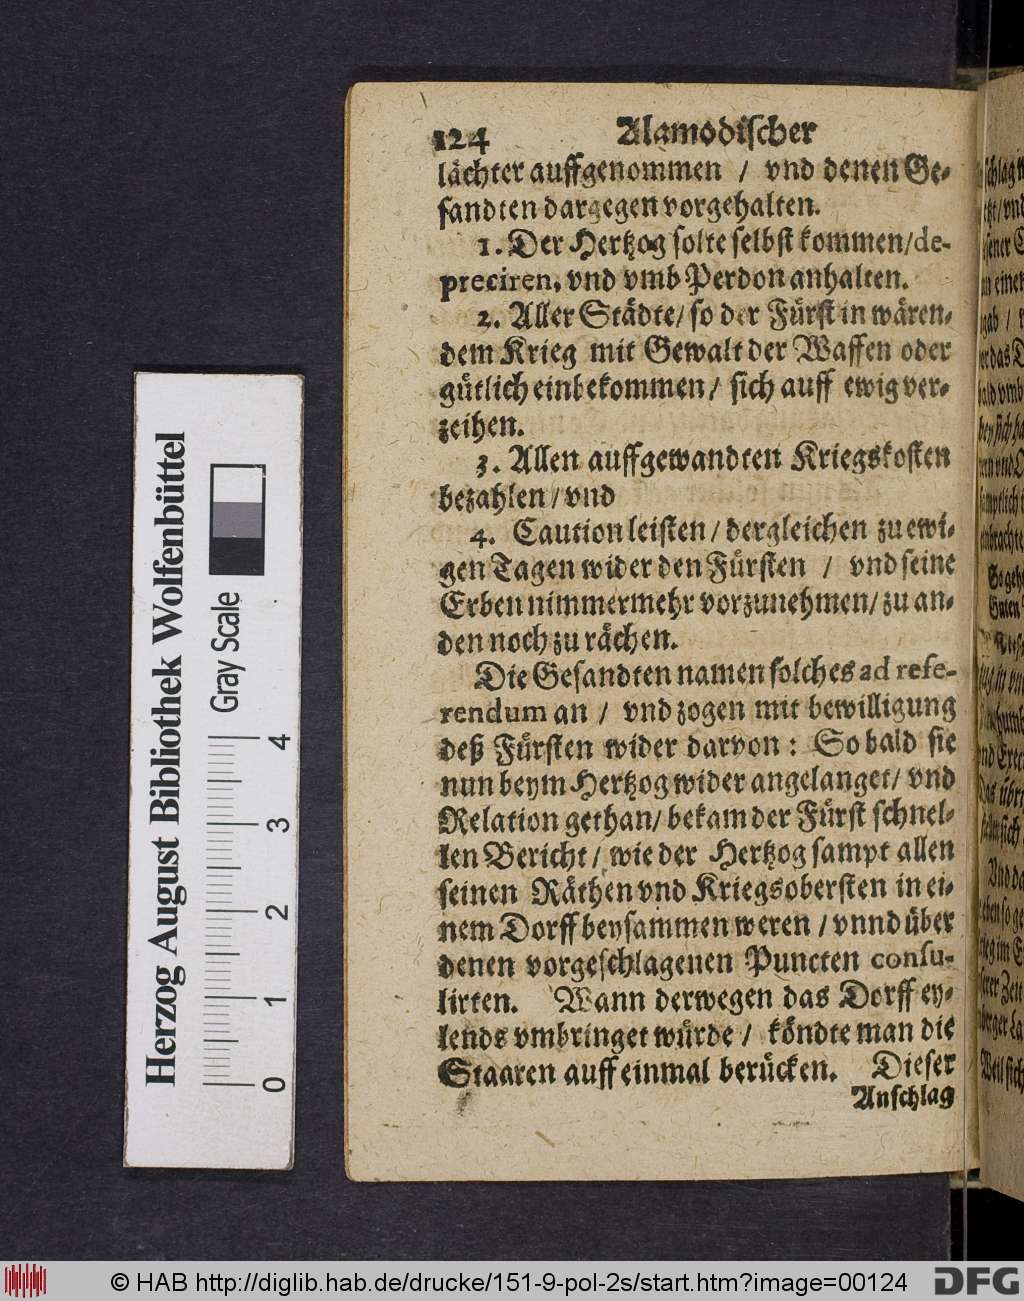 124 Alamodischer
lächter auffgenommen / vnd denen Ge-
sandten dargegen vorgehalten.
1. Der Hertzog solte selbst kommen/ de-
preciren, vnd vmb Perdon anhalten.
2. Aller Städte/ so der Fürst in wären-
dem Krieg mit Gewalt der Waffen oder
gütlich einbekommen/ sich auff ewig ver-
zeihen.
3. Allen auffgewandten Kriegskosten
bezahlen/ vnd
4. Caution leisten/ dergleichen zu ewi-
gen Tagen wider den Fürsten / vnd seine
Erben nimmermehr vorzunehmen/ zu an-
den noch zu rächen.
Die Gesandten namen solches ad refe-
rendum an / vnd zogen mit bewilligung
deß Fürsten wider darvon: So bald sie
nun beym Hertzog wider angelanget/ vnd
Relation gethan/ bekam der Fürst schnel-
len Bericht/ wie der Hertzog sampt allen
seinen Räthen vnd Kriegsobersten in ei-
nem Dorff beysammen weren / vnnd über
denen vorgeschlagenen Puncten consu-
lirten. Wann derwegen das Dorff ey-
lends vmbringet würde / köndte man die
Staaren auff einmal berücken. Dieser
Anschlag
Herzog August Bibliothek Wolfenbüttel
Gray Scale
0 1 2 3 4
© HAB http://diglib.hab.de/drucke/151-9-pol-2s/start.htm?image=00124
DFG